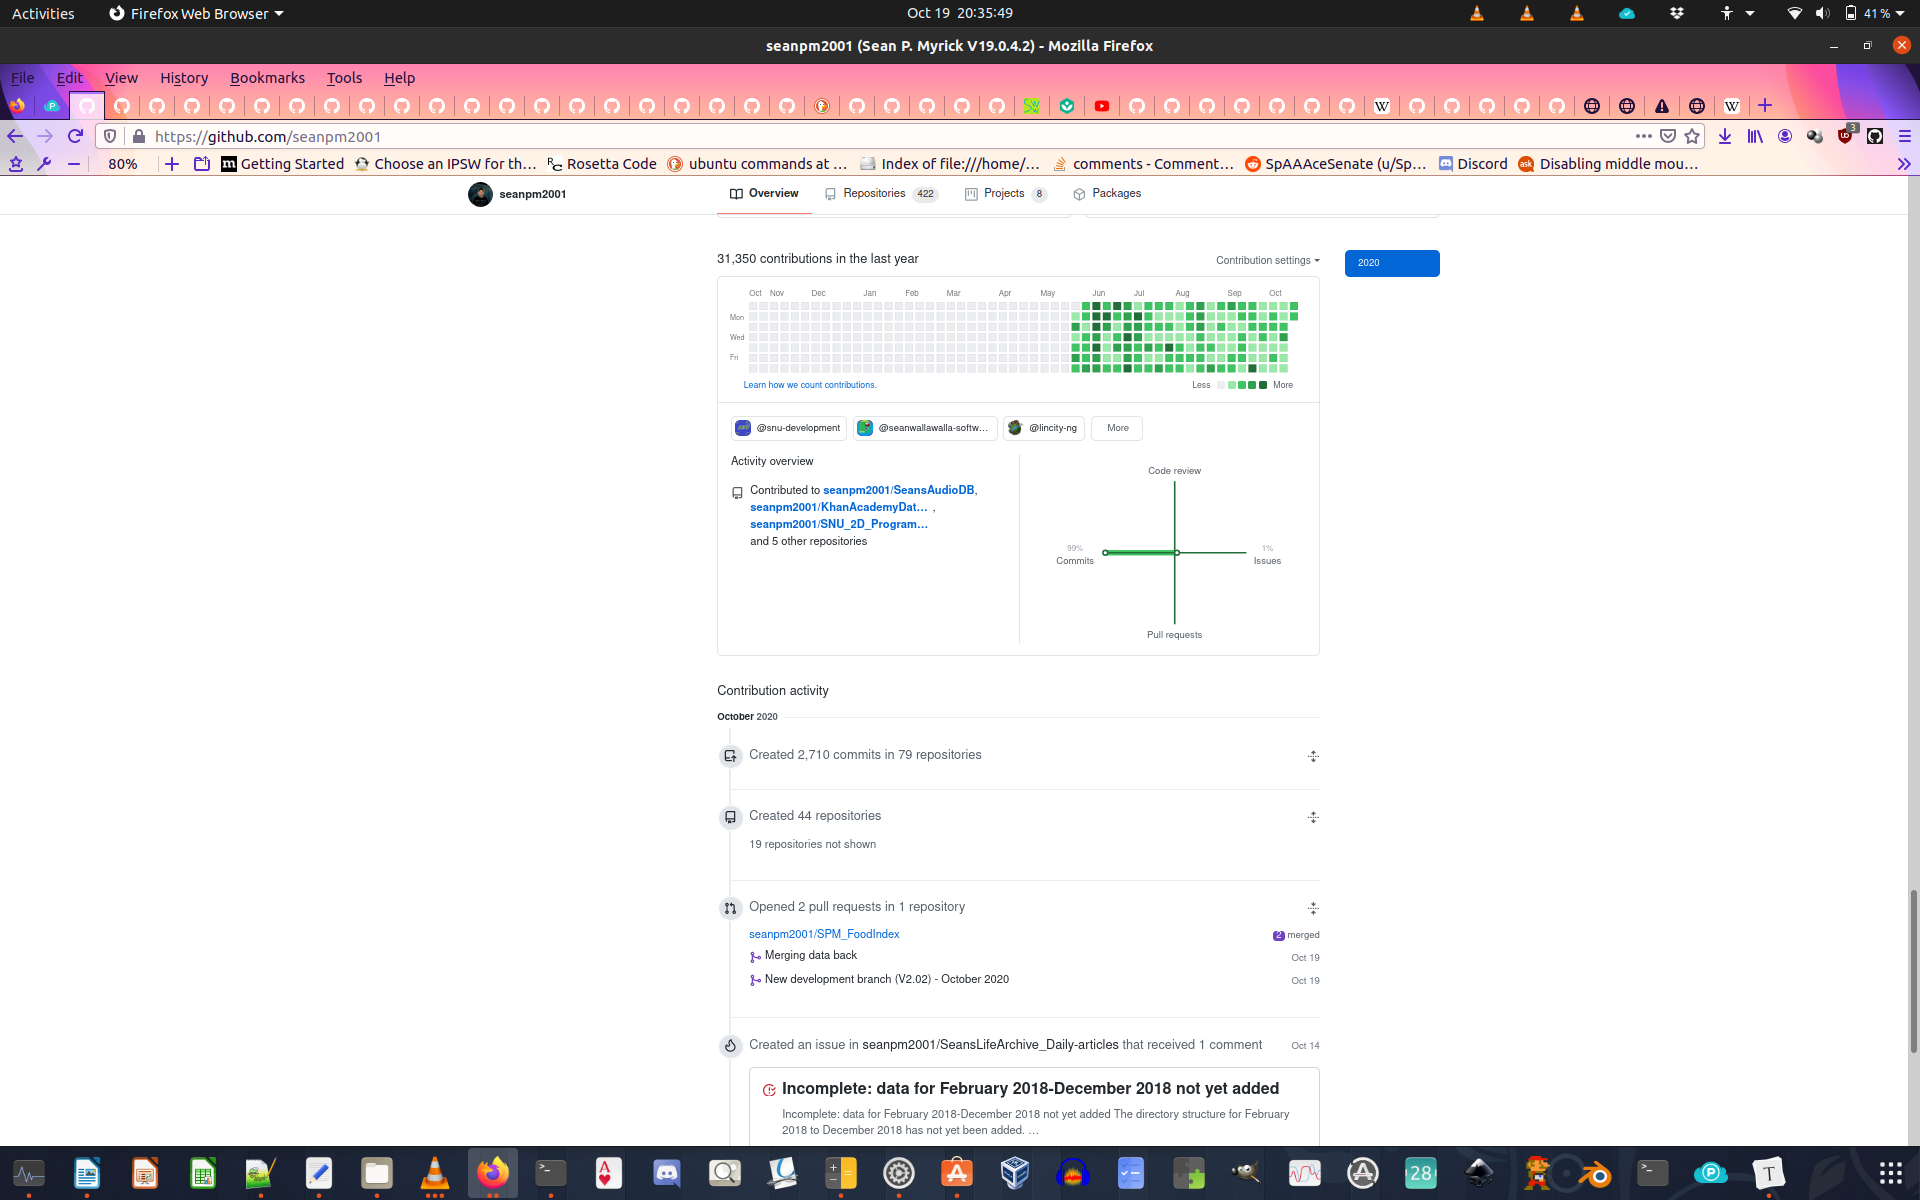 Activities
Firefox Web Browser
Oct 19 20:35:49
41 %
seanpm2001 (Sean P. Myrick V19.0.4.2) - Mozilla Firefox
File Edit View History Bookmarks Tools Help
https://github.com/seanpm2001
3
80%
Getting Started
Choose an IPSW for th…
Rosetta Code
ubuntu commands at …
Index of file:///home/…
comments - Comment…
SpAAAceSenate (u/Sp…
Discord
Disabling middle mou…
seanpm2001
Overview
Repositories 422
Projects 8
Packages
31,350 contributions in the last year
Contribution settings
2020
Oct Nov Dec Jan Feb Mar Apr May Jun Jul Aug Sep Oct
Mon
Wed
Fri
Learn how we count contributions.
Less More
@snu-development
@seanwallawalla-softw…
@lincity-ng
More
Activity overview
Contributed to seanpm2001/SeansAudioDB,
seanpm2001/KhanAcademyDat… ,
seanpm2001/SNU_2D_Program…
and 5 other repositories
Code review
99%
Commits
1%
Issues
Pull requests
Contribution activity
October 2020
Created 2,710 commits in 79 repositories
Created 44 repositories
19 repositories not shown
Opened 2 pull requests in 1 repository
seanpm2001/SPM_FoodIndex
2 merged
Merging data back
Oct 19
New development branch (V2.02) - October 2020
Oct 19
Created an issue in seanpm2001/SeansLifeArchive_Daily-articles that received 1 comment
Oct 14
Incomplete: data for February 2018-December 2018 not yet added
Incomplete: data for February 2018-December 2018 not yet added The directory structure for February
2018 to December 2018 has not yet been added. …
28